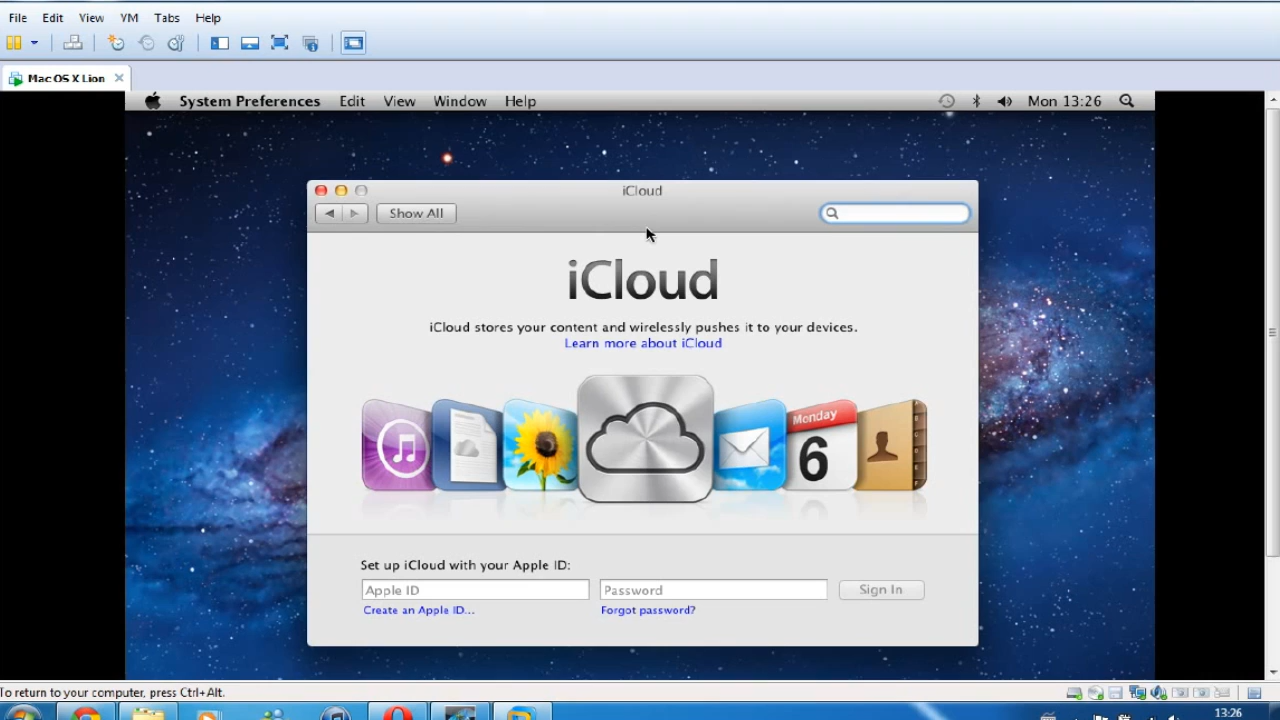 File Edit View VM Tabs Help
Mac OS X Lion
System Preferences Edit View Window Help Mon 13:26
iCloud
Show All
iCloud
iCloud stores your content and wirelessly pushes it to your devices.
Learn more about iCloud
Monday
6
Set up iCloud with your Apple ID:
Apple ID Password Sign In
Create an Apple ID... Forgot password?
To return to your computer, press Ctrl+Alt.
13:26